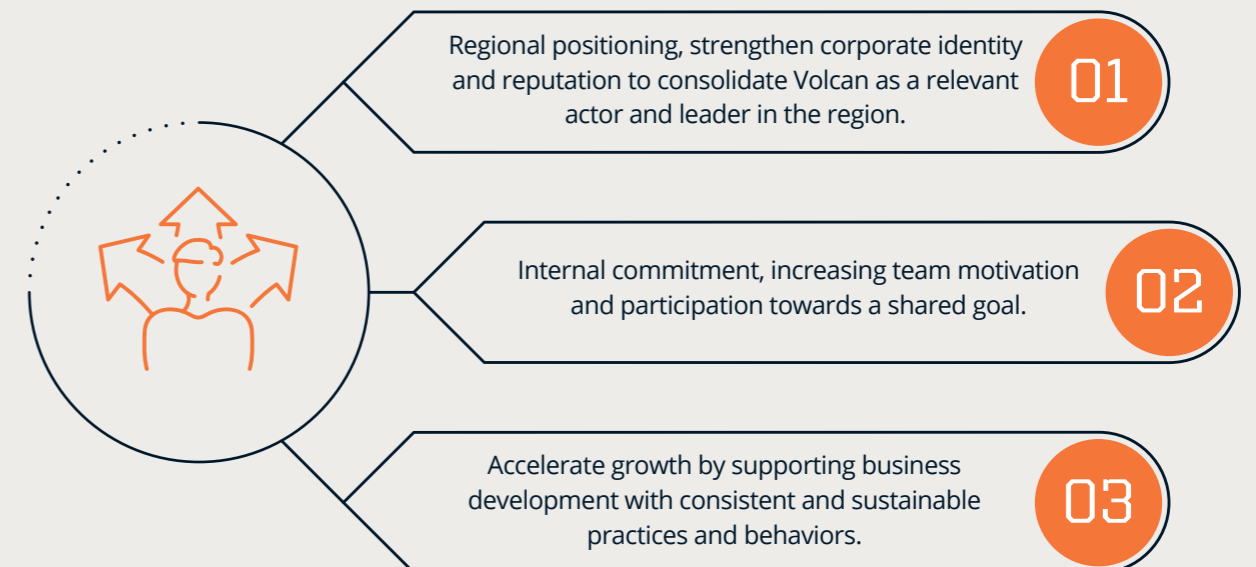 Regional positioning, strengthen corporate identity
and reputation to consolidate Volcan as a relevant
actor and leader in the region.
01
Internal commitment, increasing team motivation
and participation towards a shared goal.
02
Accelerate growth by supporting business
development with consistent and sustainable
practices and behaviors.
03